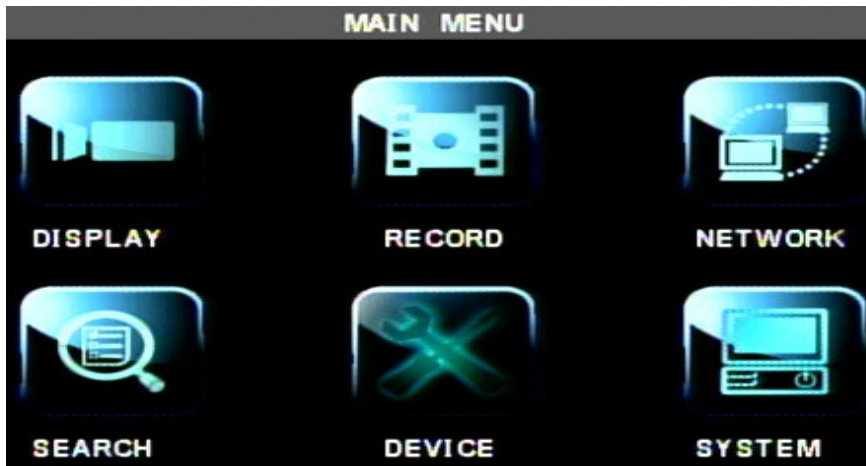 MAIN MENU
DISPLAY RECORD NETWORK
SEARCH DEVICE SYSTEM